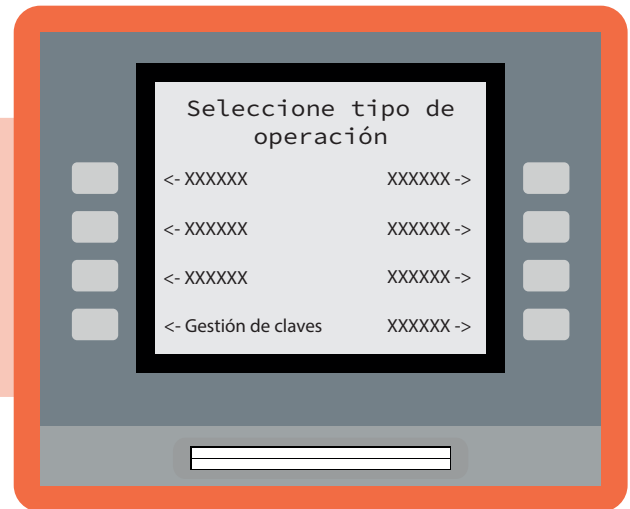 Seleccione tipo de
operación
<- XXXXXX XXXXXX ->
<- XXXXXX XXXXXX ->
<- XXXXXX XXXXXX ->
<- Gestión de claves XXXXXX ->